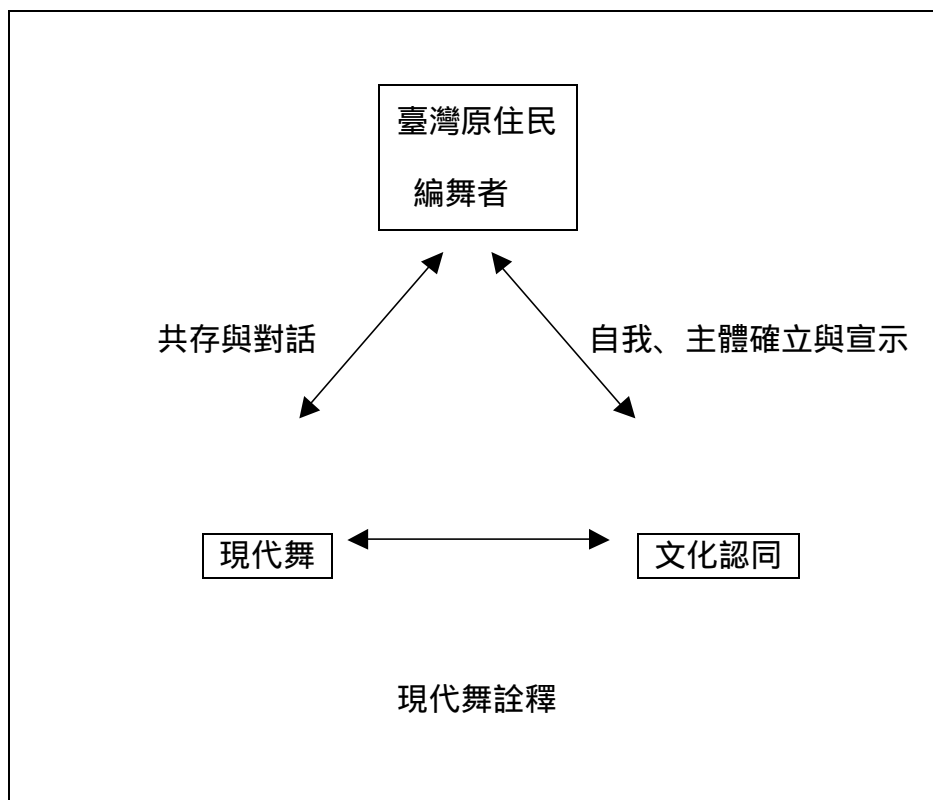 臺灣原住民
編舞者
共存與對話
自我、主體確立與宣示
現代舞
文化認同
現代舞詮釋